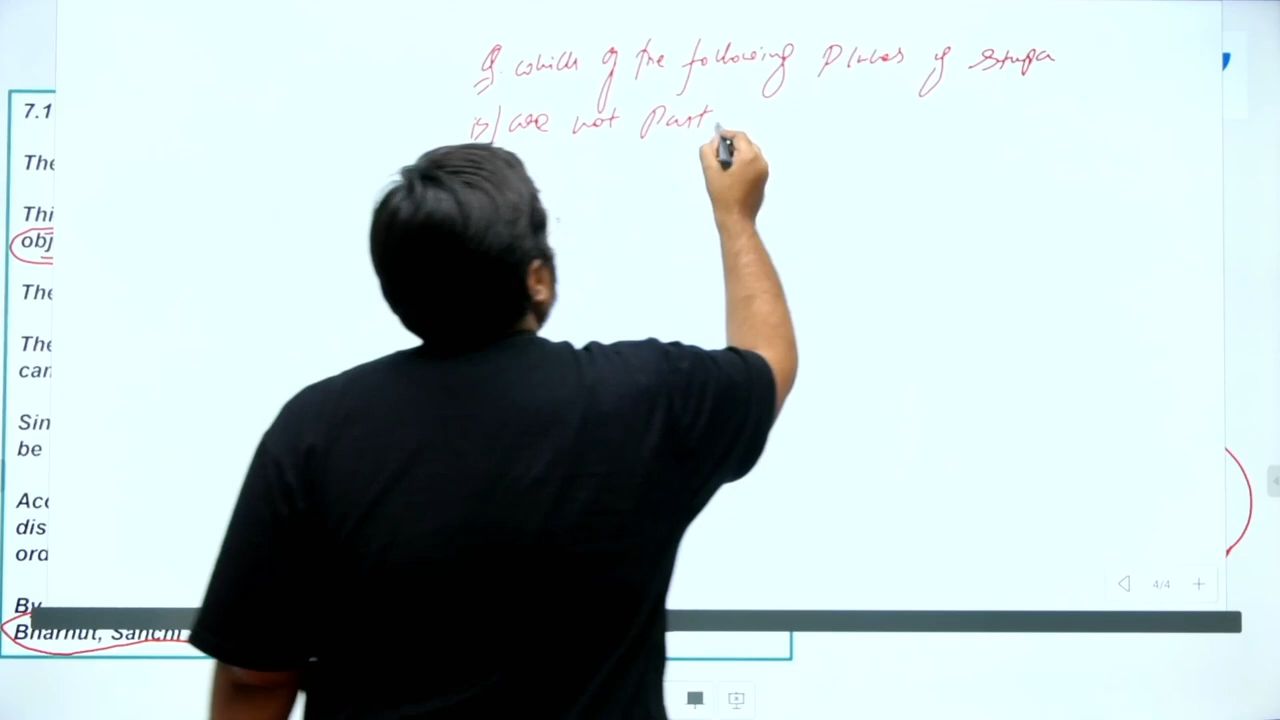 Q. which of the following Places of Stupa
is/are not Part
7.1
The
Thi
obj
The
The
can
Sin
be
Acc
dis
ord
By
Bharhut, Sanchi
4/4